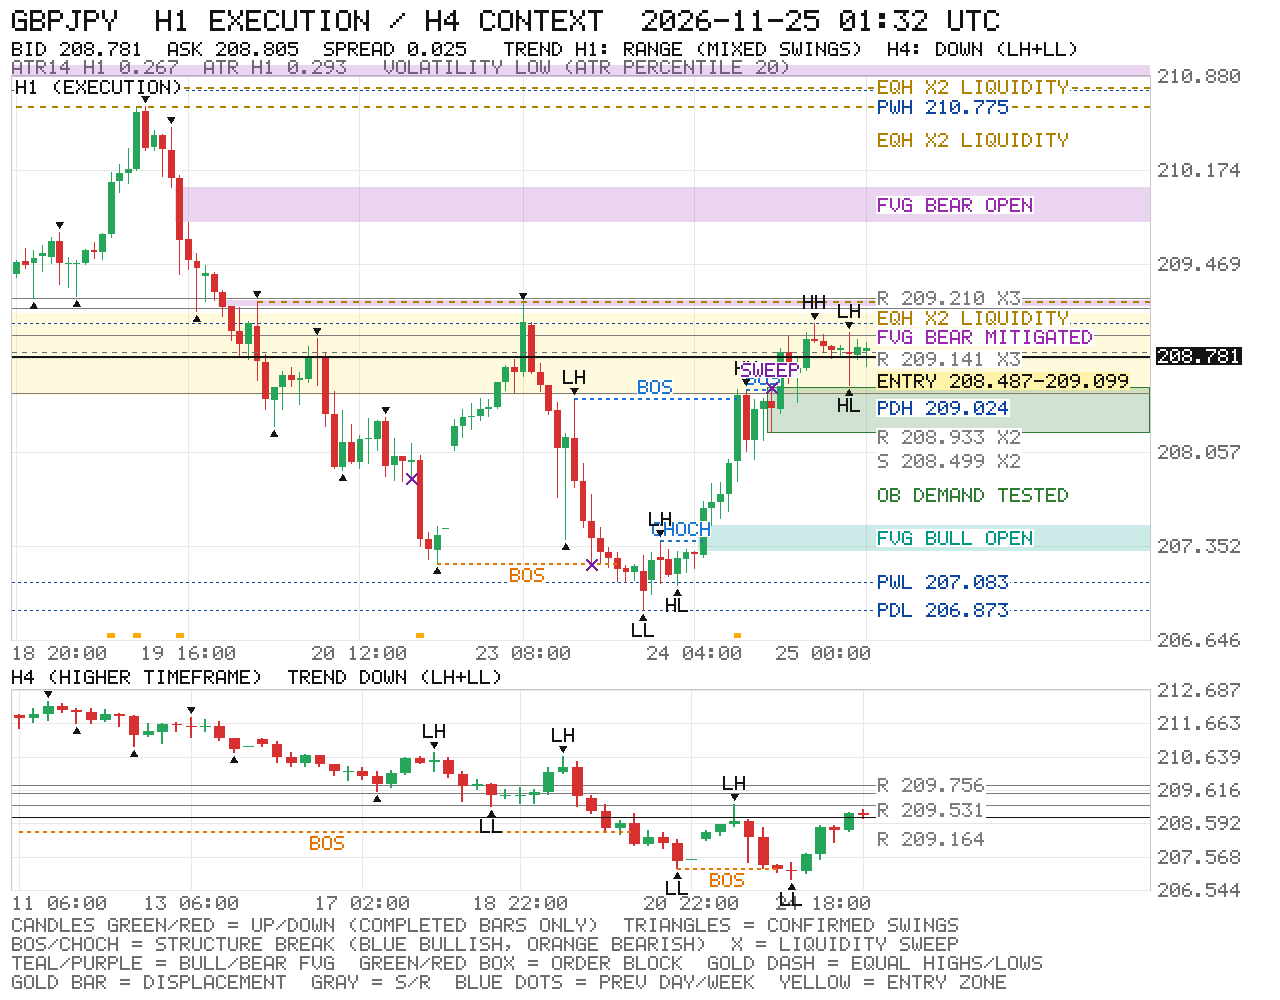 GBPJPY  H1 EXECUTION / H4 CONTEXT  2026-11-25 01:32 UTC
BID 208.781  ASK 208.805  SPREAD 0.025   TREND H1: RANGE (MIXED SWINGS)  H4: DOWN (LH+LL)
ATR14 H1 0.267  ATR H1 0.293   VOLATILITY LOW (ATR PERCENTILE 20)
210.880
H1 (EXECUTION)
EQH X2 LIQUIDITY
PWH 210.775
EQH X2 LIQUIDITY
210.174
FVG BEAR OPEN
209.469
R 209.210 X3
HH
LH
EQH X2 LIQUIDITY
FVG BEAR MITIGATED
208.781
R 209.141 X3
SWEEP
LH
BOS
BOS
ENTRY 208.487-209.099
HL
PDH 209.024
R 208.933 X2
208.057
S 208.499 X2
OB DEMAND TESTED
LH
CHOCH
FVG BULL OPEN
207.352
BOS
PWL 207.083
HL
PDL 206.873
LL
206.646
18 20:00  19 16:00  20 12:00  23 08:00  24 04:00  25 00:00
H4 (HIGHER TIMEFRAME)  TREND DOWN (LH+LL)
212.687
211.663
LH
LH
210.639
LH
R 209.756
209.616
R 209.531
LL
208.592
BOS
R 209.164
207.568
BOS
LL
LL
206.544
11 06:00  13 06:00  17 02:00  18 22:00  20 22:00  24 18:00
CANDLES GREEN/RED = UP/DOWN (COMPLETED BARS ONLY)  TRIANGLES = CONFIRMED SWINGS
BOS/CHOCH = STRUCTURE BREAK (BLUE BULLISH, ORANGE BEARISH)  X = LIQUIDITY SWEEP
TEAL/PURPLE = BULL/BEAR FVG  GREEN/RED BOX = ORDER BLOCK  GOLD DASH = EQUAL HIGHS/LOWS
GOLD BAR = DISPLACEMENT  GRAY = S/R  BLUE DOTS = PREV DAY/WEEK  YELLOW = ENTRY ZONE